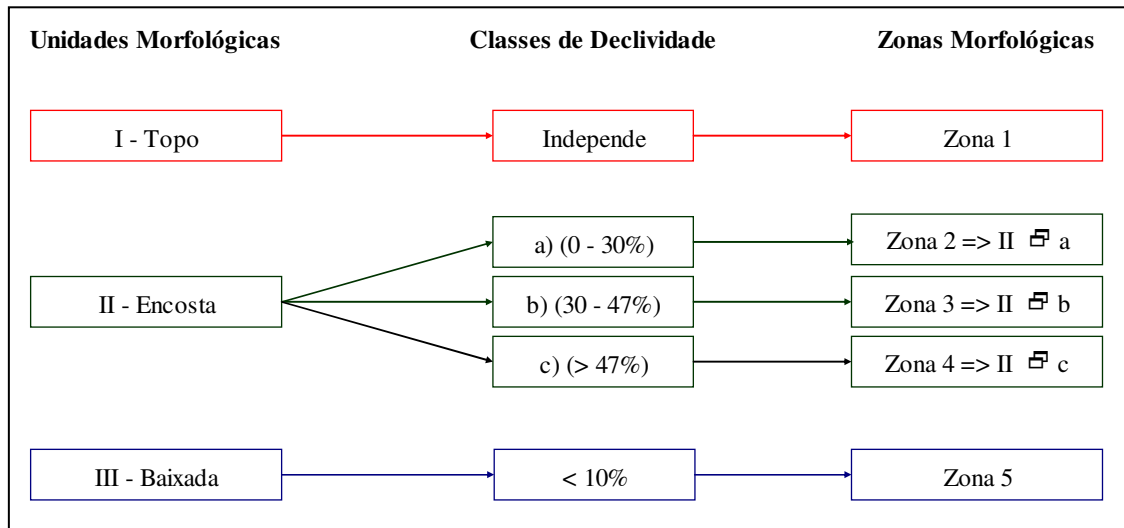 Unidades Morfológicas Classes de Declividade Zonas Morfológicas
I - Topo Independe Zona 1
a) (0 - 30%) Zona 2 => II 🗗 a
II - Encosta b) (30 - 47%) Zona 3 => II 🗗 b
c) (> 47%) Zona 4 => II 🗗 c
III - Baixada < 10% Zona 5